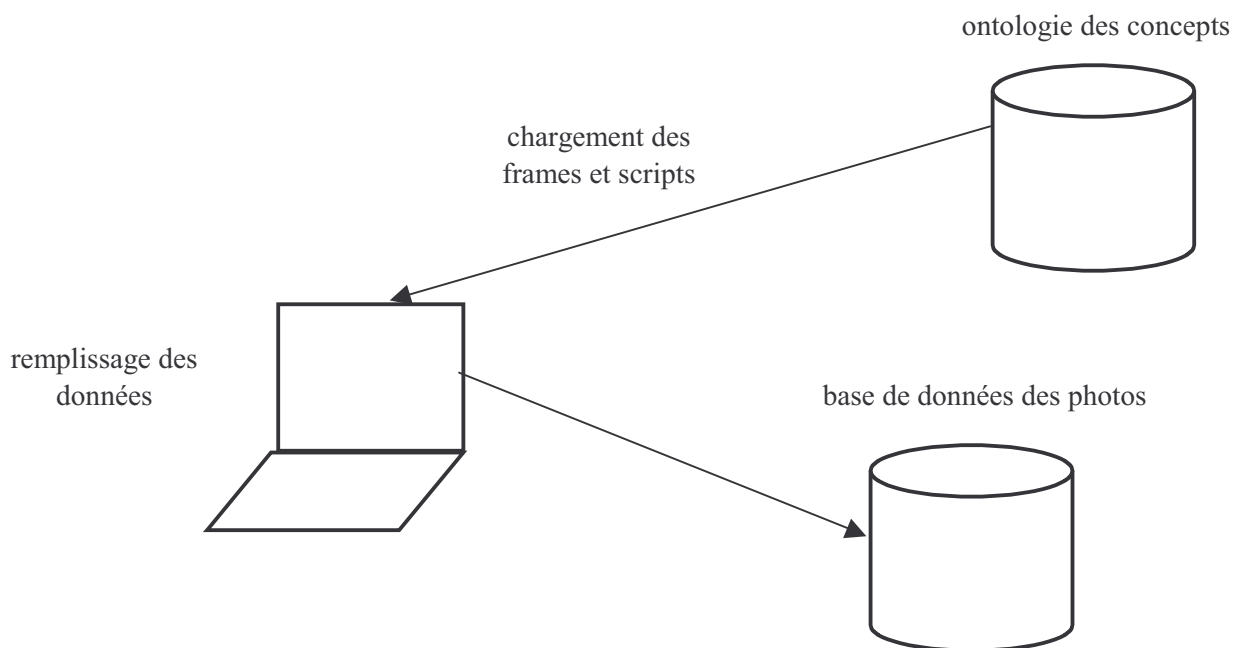 ontologie des concepts
chargement des
frames et scripts
remplissage des
données
base de données des photos